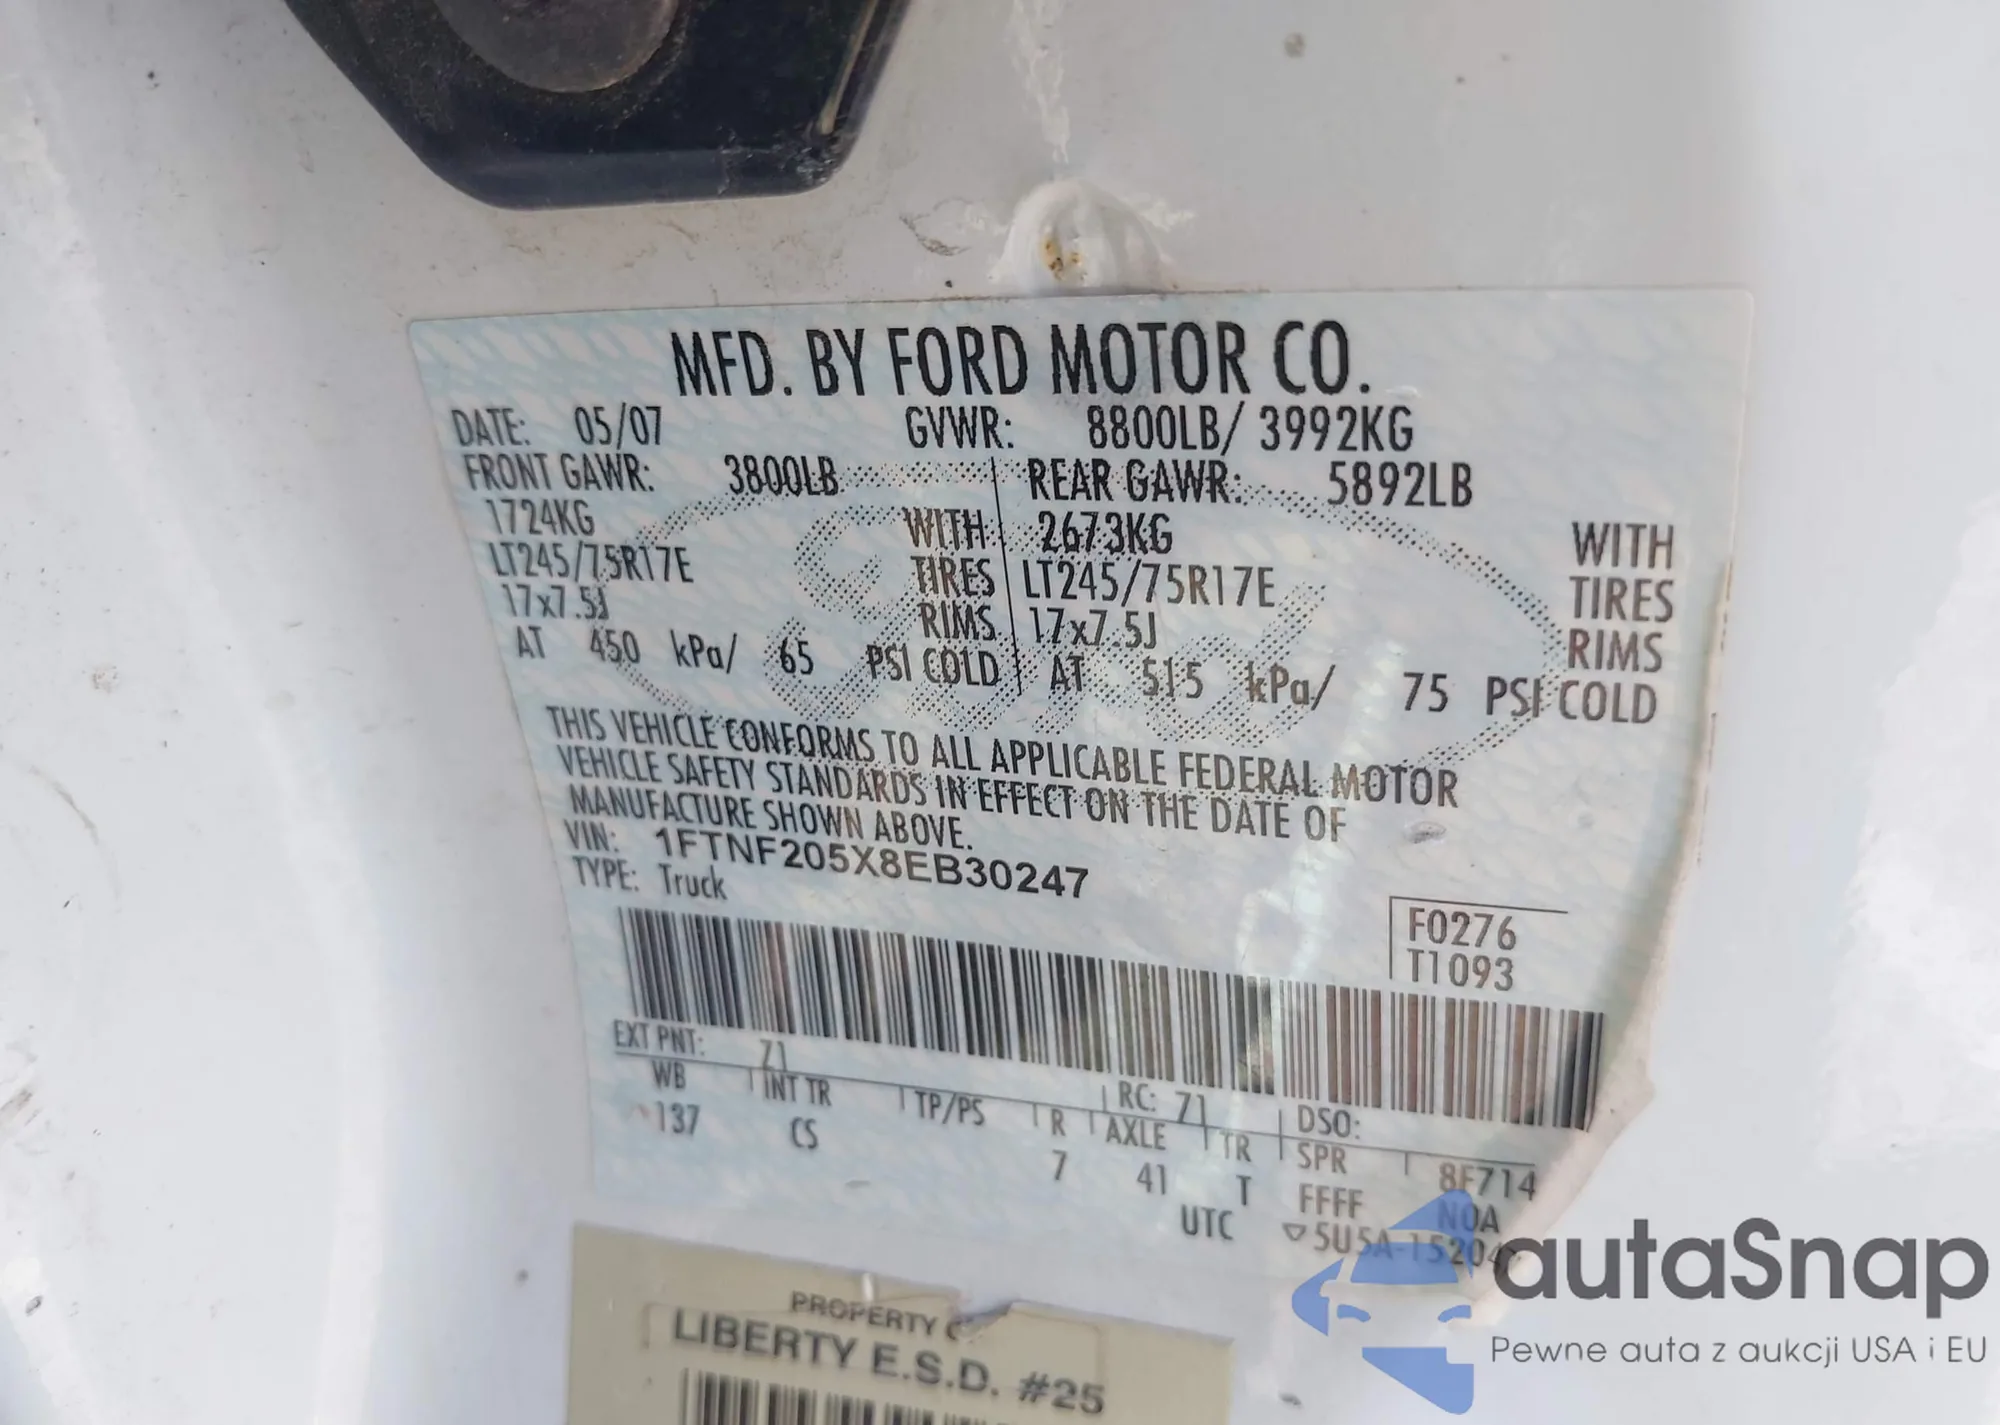 MFD. BY FORD MOTOR CO.
DATE: 05/07 GVWR: 8800LB/ 3992KG
FRONT GAWR: 3800LB REAR GAWR: 5892LB
1724KG WITH 2673KG WITH
LT245/75R17E TIRES LT245/75R17E TIRES
17x7.5J RIMS 17x7.5J RIMS
AT 450 kPa/ 65 PSI COLD AT 515 kPa/ 75 PSI COLD
THIS VEHICLE CONFORMS TO ALL APPLICABLE FEDERAL MOTOR
VEHICLE SAFETY STANDARDS IN EFFECT ON THE DATE OF
MANUFACTURE SHOWN ABOVE.
VIN: 1FTNF205X8EB30247
TYPE: Truck
F0276
T1093
EXT PNT: Z1 RC: Z1 DSO:
WB INT TR TP/PS R AXLE TR SPR 8F714
137 CS 7 41 T FFFF N0A
UTC ▽5U5A-15204
PROPERTY
LIBERTY E.S.D. #25
autaSnap
Pewne auta z aukcji USA i EU